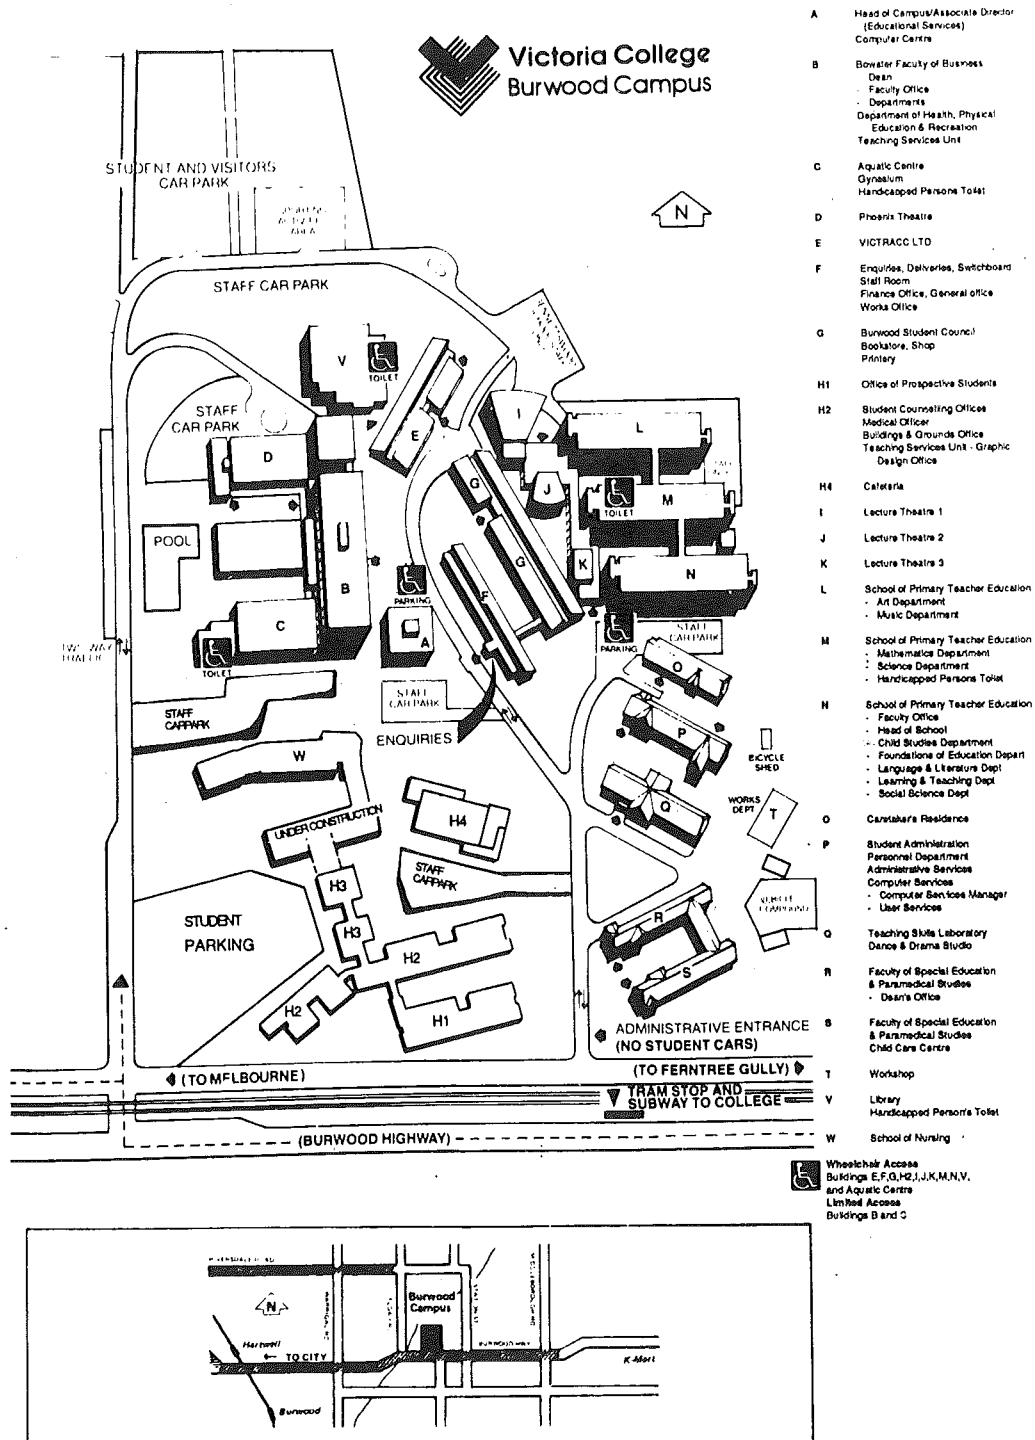 Victoria College
Burwood Campus
STUDENT AND VISITORS
CAR PARK
AREA
N
STAFF CAR PARK
V
TOILET
STAFF
CAR PARK
E
I
L
D
G
J
M
TOILET
POOL
B
G
K
N
PARKING
F
C
A
TOILET
PARKING
STAFF
CAR PARK
TWO WAY
TRAFFIC
O
STAFF
CAR PARK
STAFF
CARPARK
ENQUIRIES
P
BICYCLE
SHED
W
Q
WORKS
DEPT
T
UNDER CONSTRUCTION
H4
STAFF
CARPARK
H3
STUDENT
PARKING
H3
VEHICLE
COMPOUND
R
H2
S
H2
H1
ADMINISTRATIVE ENTRANCE
(NO STUDENT CARS)
(TO MELBOURNE)
(TO FERNTREE GULLY)
TRAM STOP AND
SUBWAY TO COLLEGE
(BURWOOD HIGHWAY)
A Head of Campus/Associate Director
(Educational Services)
Computer Centre
B Bowater Faculty of Business
Dean
- Faculty Office
- Departments
Department of Health, Physical
Education & Recreation
Teaching Services Unit
C Aquatic Centre
Gynasium
Handicapped Persons Toilet
D Phoenix Theatre
E VICTRACC LTD
F Enquiries, Deliveries, Switchboard
Staff Room
Finance Office, General office
Works Office
G Burwood Student Council
Bookstore, Shop
Printery
H1 Office of Prospective Students
H2 Student Counselling Offices
Medical Officer
Buildings & Grounds Office
Teaching Services Unit - Graphic
Design Office
H4 Cafeteria
I Lecture Theatre 1
J Lecture Theatre 2
K Lecture Theatre 3
L School of Primary Teacher Education
- Art Department
- Music Department
M School of Primary Teacher Education
- Mathematics Department
- Science Department
- Handicapped Persons Toilet
N School of Primary Teacher Education
- Faculty Office
- Head of School
- Child Studies Department
- Foundations of Education Depart
- Language & Literature Dept
- Learning & Teaching Dept
- Social Science Dept
O Caretaker's Residence
P Student Administration
Personnel Department
Administrative Services
Computer Services
- Computer Services Manager
- User Services
Q Teaching Skills Laboratory
Dance & Drama Studio
R Faculty of Special Education
& Paramedical Studies
- Dean's Office
S Faculty of Special Education
& Paramedical Studies
Child Care Centre
T Workshop
V Library
Handicapped Person's Toilet
W School of Nursing
Wheelchair Access
Buildings E,F,G,H2,I,J,K,M,N,V,
and Aquatic Centre
Limited Access
Buildings B and C
N
Burwood
Campus
BURWOOD HWY
Hartwell
TO CITY
K-Mart
Burwood